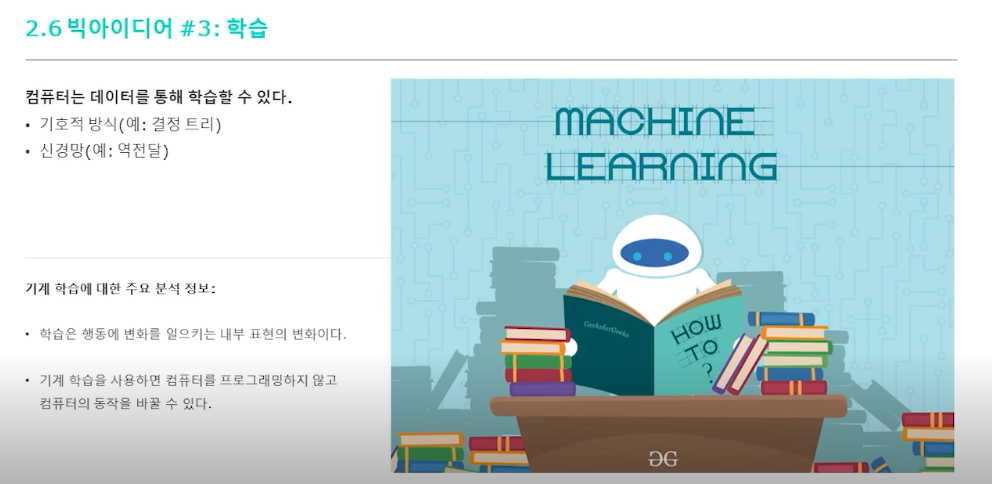 2.6 빅아이디어 #3: 학습
컴퓨터는 데이터를 통해 학습할 수 있다.
• 기호적 방식(예: 결정 트리)
• 신경망(예: 역전달)
기계 학습에 대한 주요 분석 정보:
• 학습은 행동에 변화를 일으키는 내부 표현의 변화이다.
• 기계 학습을 사용하면 컴퓨터를 프로그래밍하지 않고
컴퓨터의 동작을 바꿀 수 있다.
MACHINE
LEARNING
GeeksforGeeks
HOW
TO
?
GG